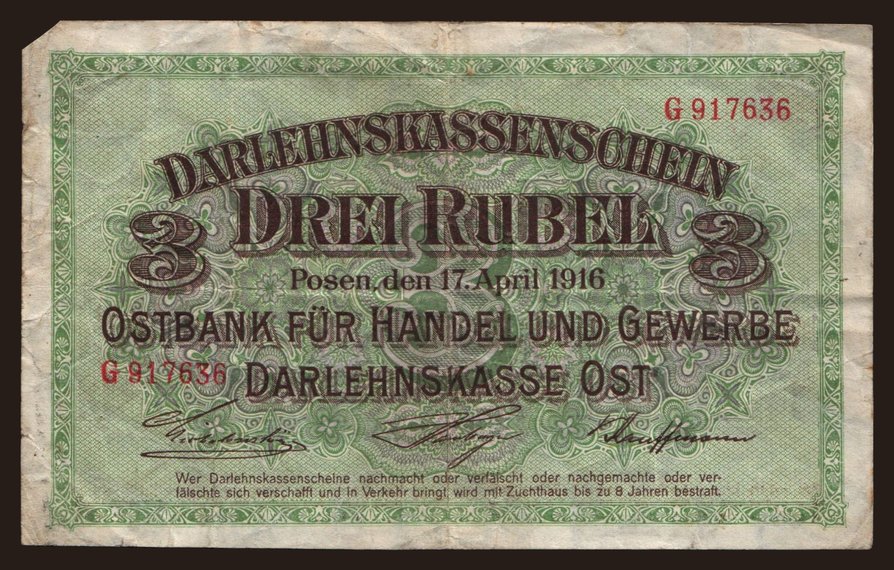 G 917636
DARLEHNSKASSENSCHEIN
DREI RUBEL
3 3
Posen, den 17. April 1916
OSTBANK FÜR HANDEL UND GEWERBE
G 917636 DARLEHNSKASSE OST
Wer Darlehnskassenscheine nachmacht oder verfälscht oder nachgemachte oder ver-
fälschte sich verschafft und in Verkehr bringt, wird mit Zuchthaus bis zu 8 Jahren bestraft.